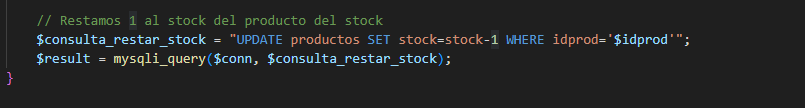 // Restamos 1 al stock del producto del stock
$consulta_restar_stock = "UPDATE productos SET stock=stock-1 WHERE idprod='$idprod'";
$result = mysqli_query($conn, $consulta_restar_stock);
}